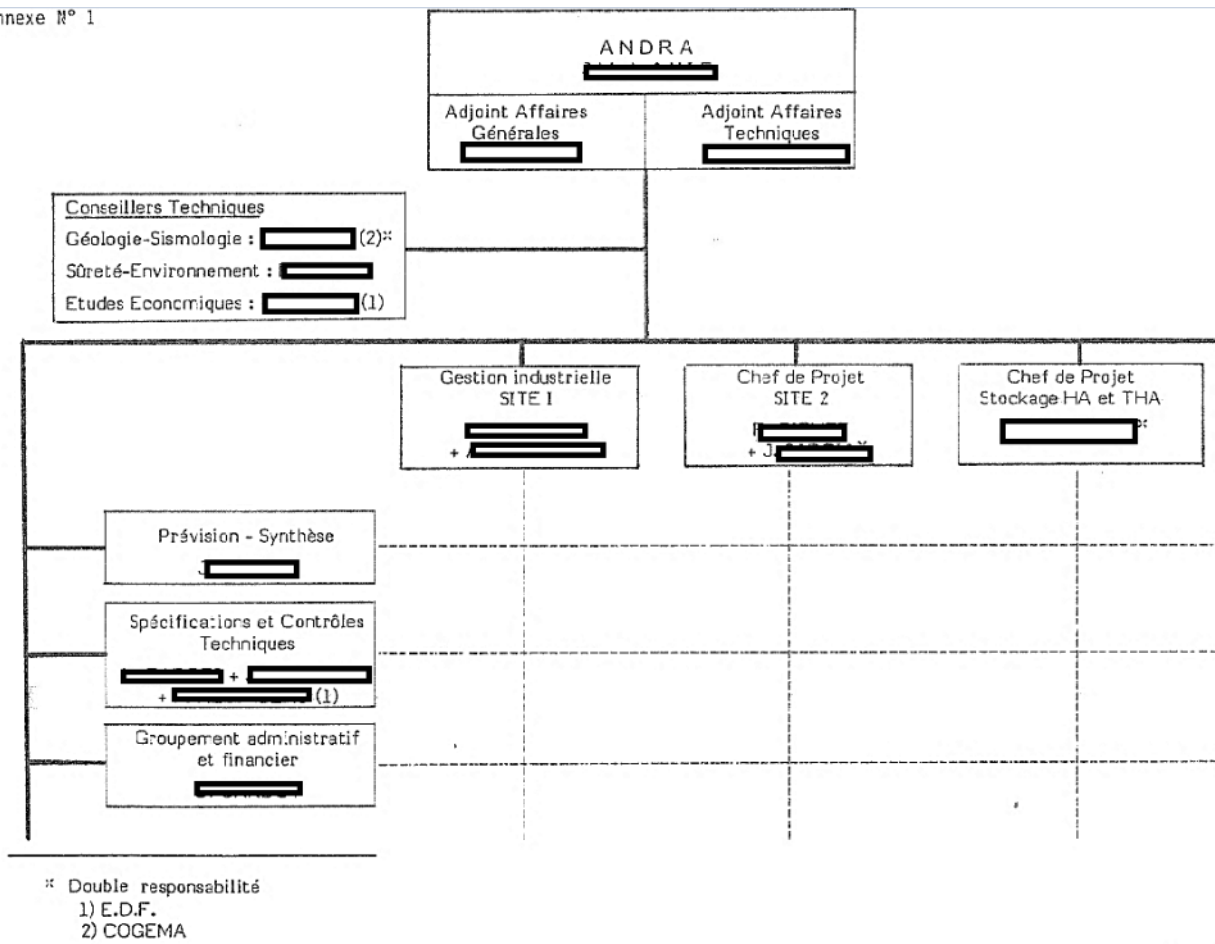 nnexe N° 1
ANDRA
Adjoint Affaires
Générales
Adjoint Affaires
Techniques
Conseillers Techniques
Géologie-Sismologie : (2)*
Sûreté-Environnement :
Etudes Economiques : (1)
Gestion industrielle
SITE I
+
Chef de Projet
SITE 2
+ J.
Chef de Projet
Stockage HA et THA
*
Prévision - Synthèse
J
Spécifications et Contrôles
Techniques
+
+ (1)
Groupement administratif
et financier
* Double responsabilité
1) E.D.F.
2) COGEMA